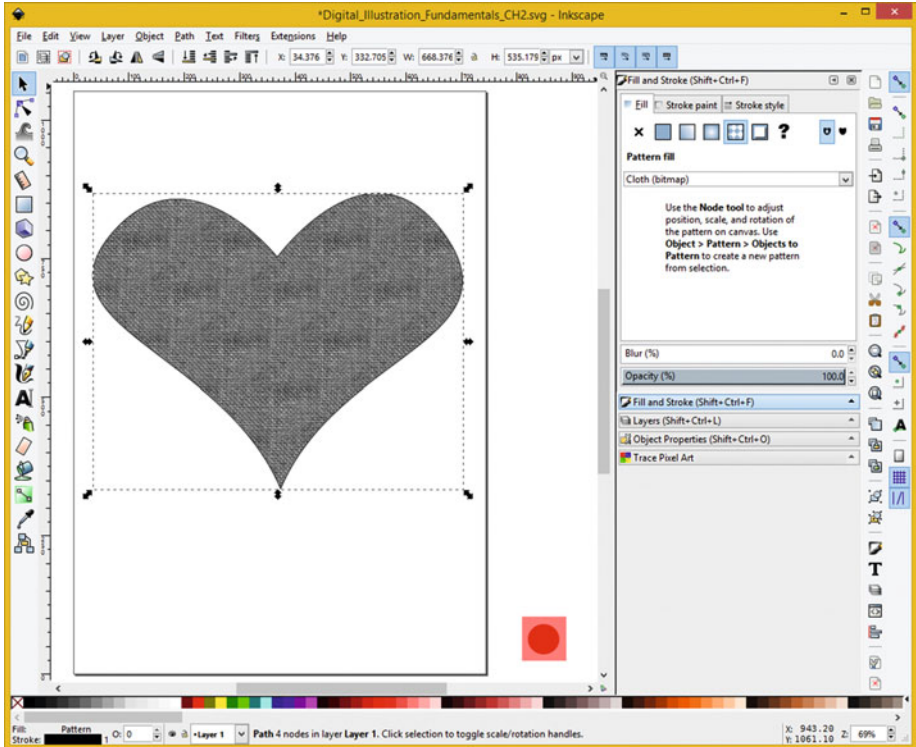 *Digital_Illustration_Fundamentals_CH2.svg - Inkscape
File Edit View Layer Object Path Text Filters Extensions Help
X: 34.376 Y: 332.705 W: 668.376 H: 535.179 px
Fill and Stroke (Shift+Ctrl+F)
Fill Stroke paint Stroke style
Pattern fill
Cloth (bitmap)
Use the Node tool to adjust
position, scale, and rotation of
the pattern on canvas. Use
Object > Pattern > Objects to
Pattern to create a new pattern
from selection.
Blur (%) 0.0
Opacity (%) 100.0
Fill and Stroke (Shift+Ctrl+F)
Layers (Shift+Ctrl+L)
Object Properties (Shift+Ctrl+O)
Trace Pixel Art
Fill: Pattern
Stroke: 1 O: 0 •Layer 1 Path 4 nodes in layer Layer 1. Click selection to toggle scale/rotation handles. X: 943.20 Z: 69%
Y: 1061.10